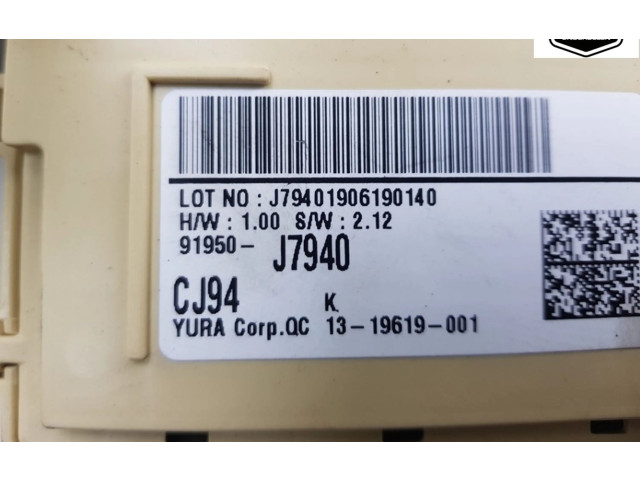 LOT NO : J79401906190140
H/W : 1.00 S/W : 2.12
91950- J7940
CJ94 K
YURA Corp.QC 13-19619-001